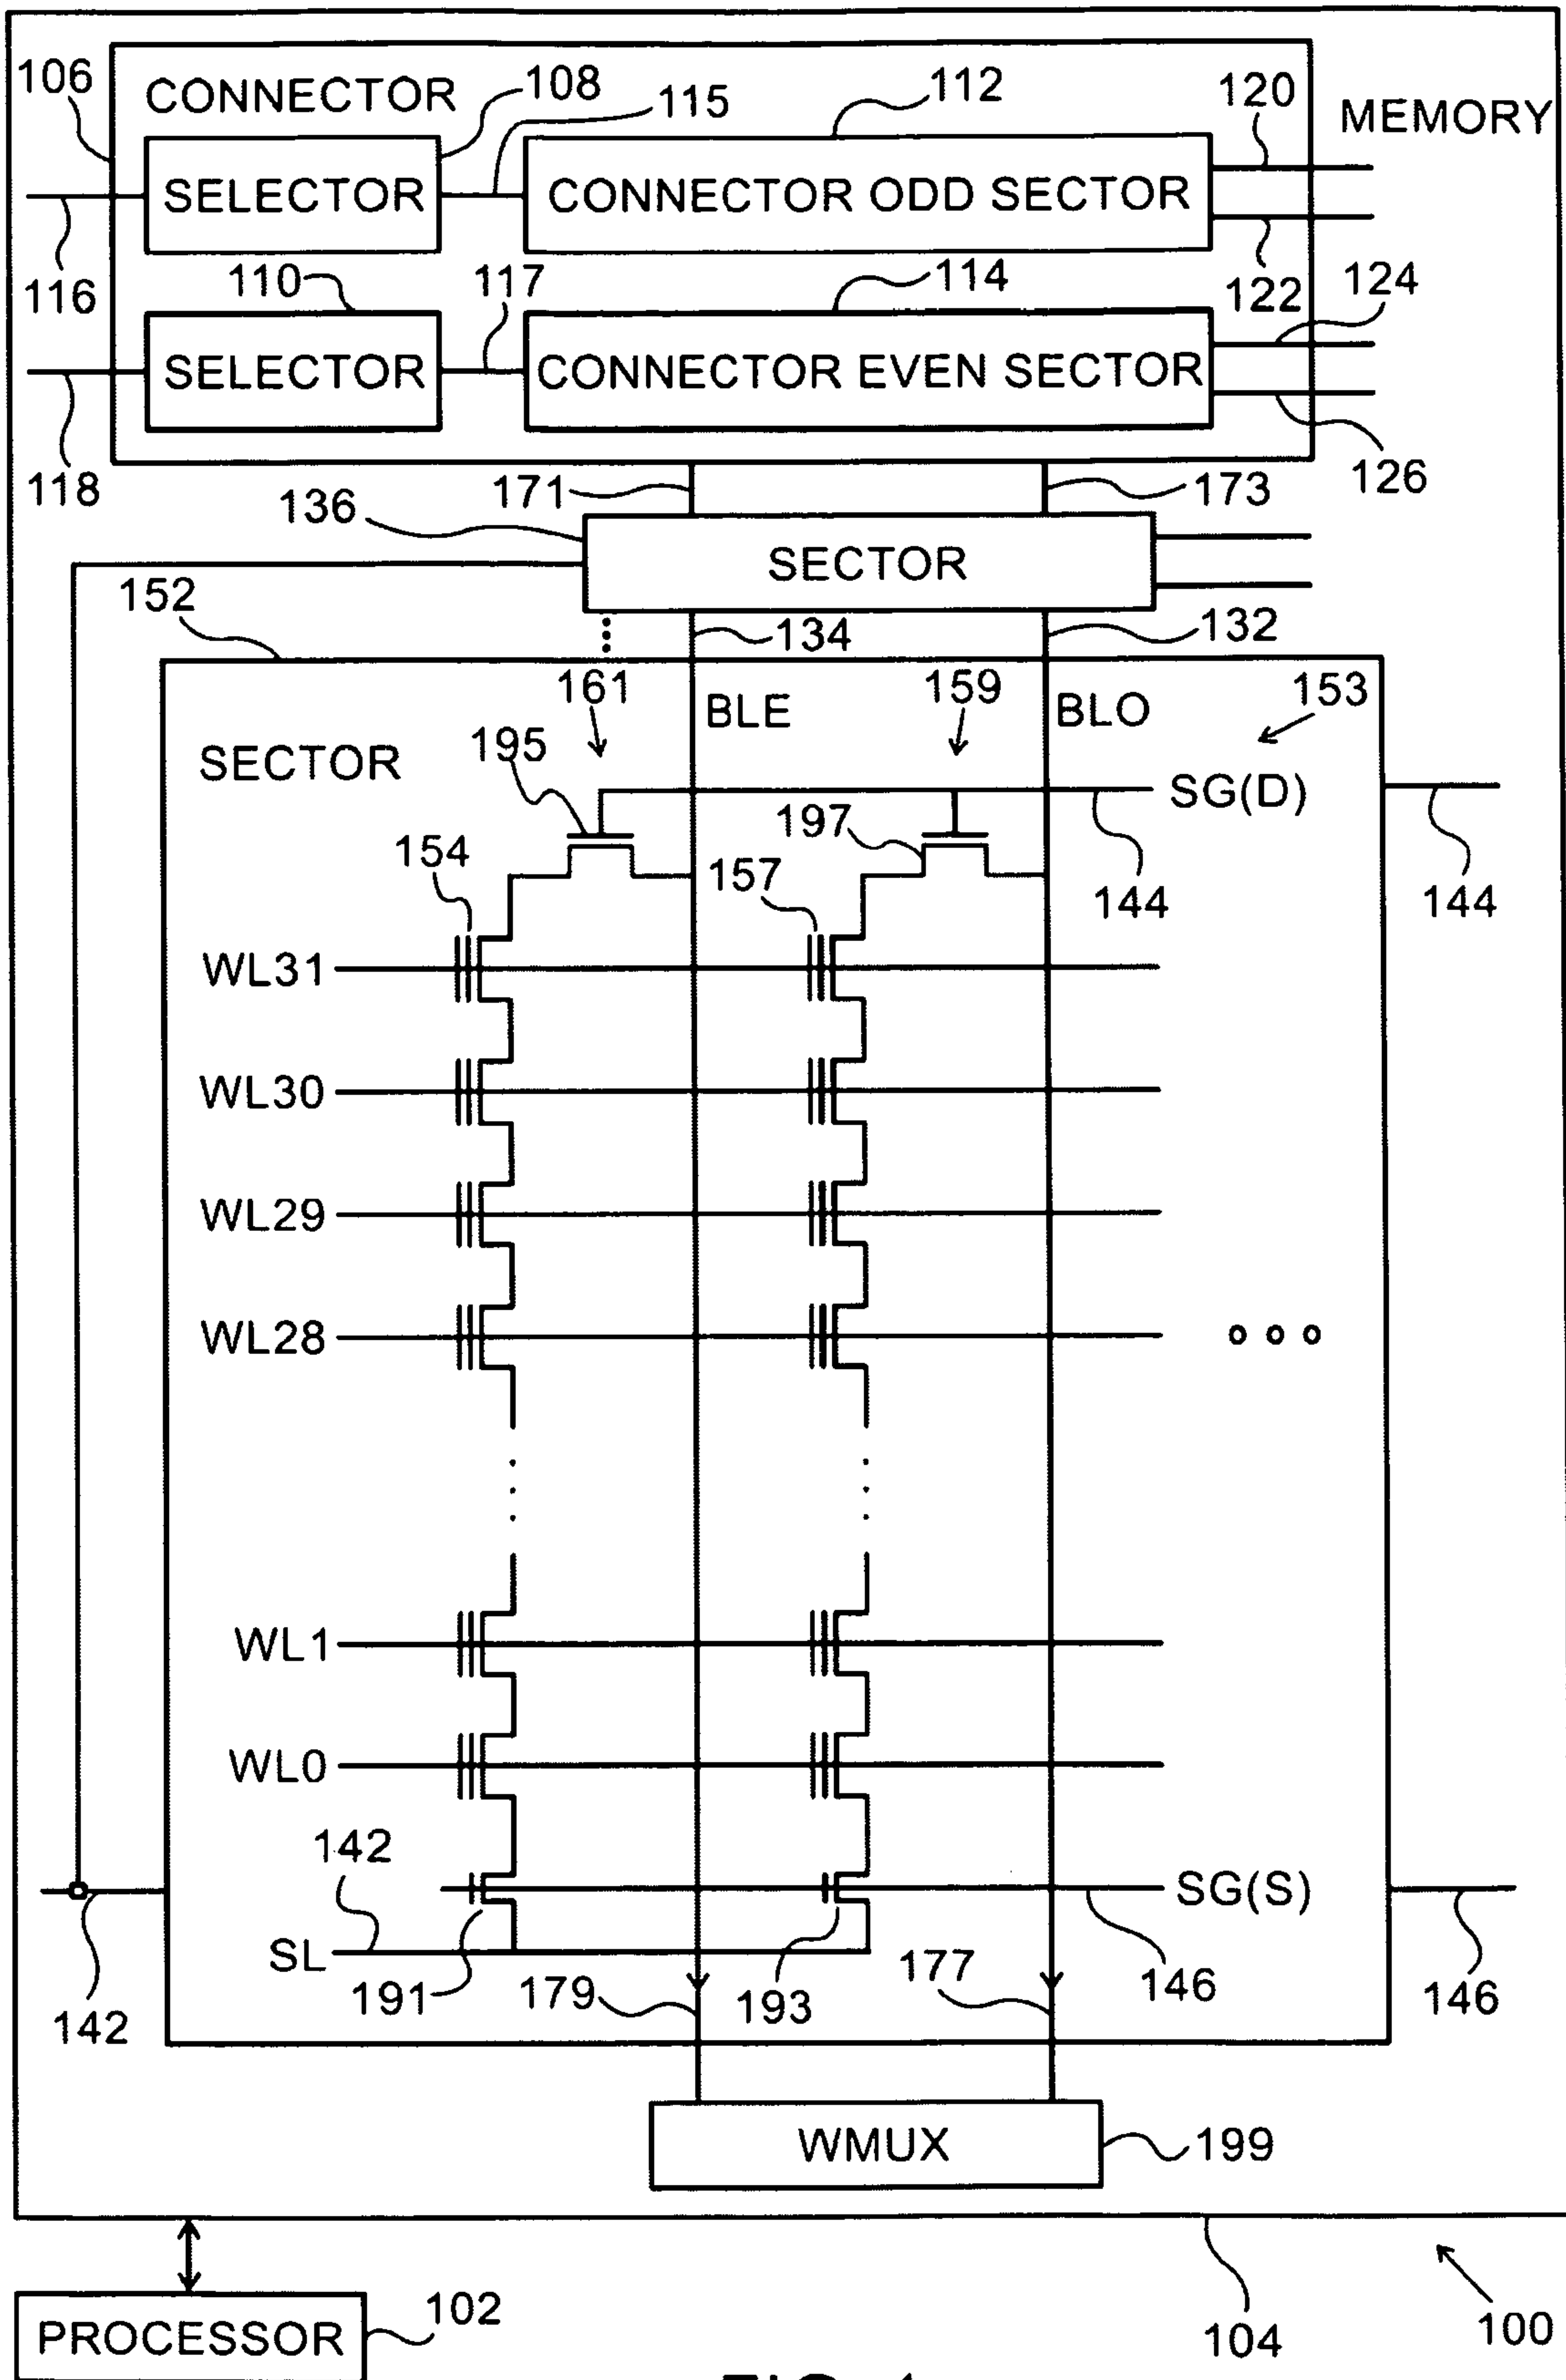 106
CONNECTOR
108
115
112
120
MEMORY
SELECTOR
CONNECTOR ODD SECTOR
116
110
117
114
122
124
SELECTOR
CONNECTOR EVEN SECTOR
118
136
171
173
126
SECTOR
152
134
132
161
BLE
159
BLO
153
SECTOR
195
SG(D)
154
157
197
144
144
WL31
WL30
WL29
WL28
WL1
WL0
142
SG(S)
SL
142
191
179
193
177
146
146
WMUX
199
PROCESSOR
102
104
100